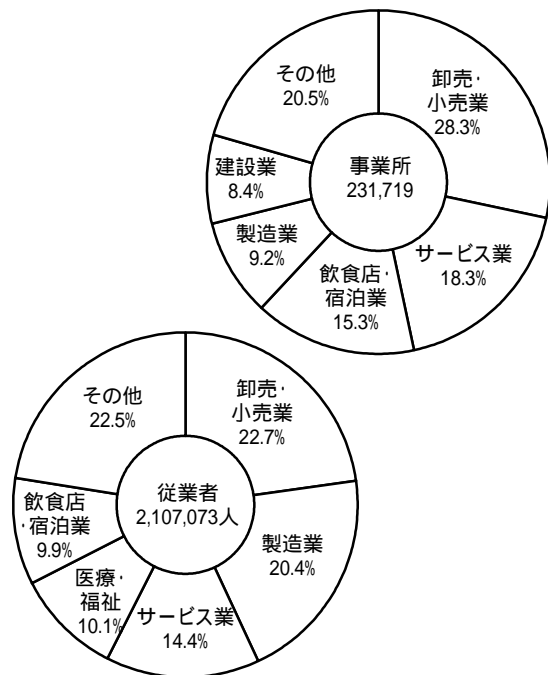 その他
20.5%
卸売・
小売業
28.3%
建設業
8.4%
事業所
231,719
製造業
9.2%
飲食店・
宿泊業
15.3%
サービス業
18.3%
その他
22.5%
卸売・
小売業
22.7%
飲食店
・宿泊業
9.9%
従業者
2,107,073人
製造業
20.4%
医療・
福祉
10.1%
サービス業
14.4%